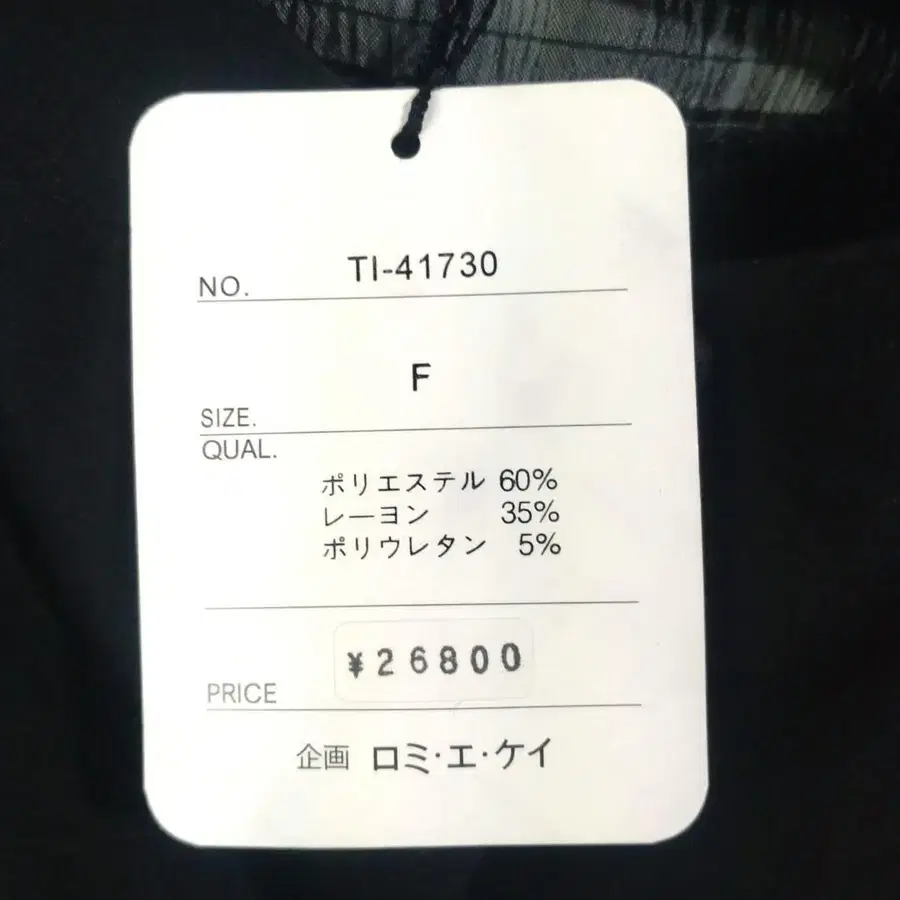 NO. TI-41730
SIZE. F
QUAL.
ポリエステル 60%
レーヨン 35%
ポリウレタン 5%
PRICE ¥26800
企画 ロミ・エ・ケイ